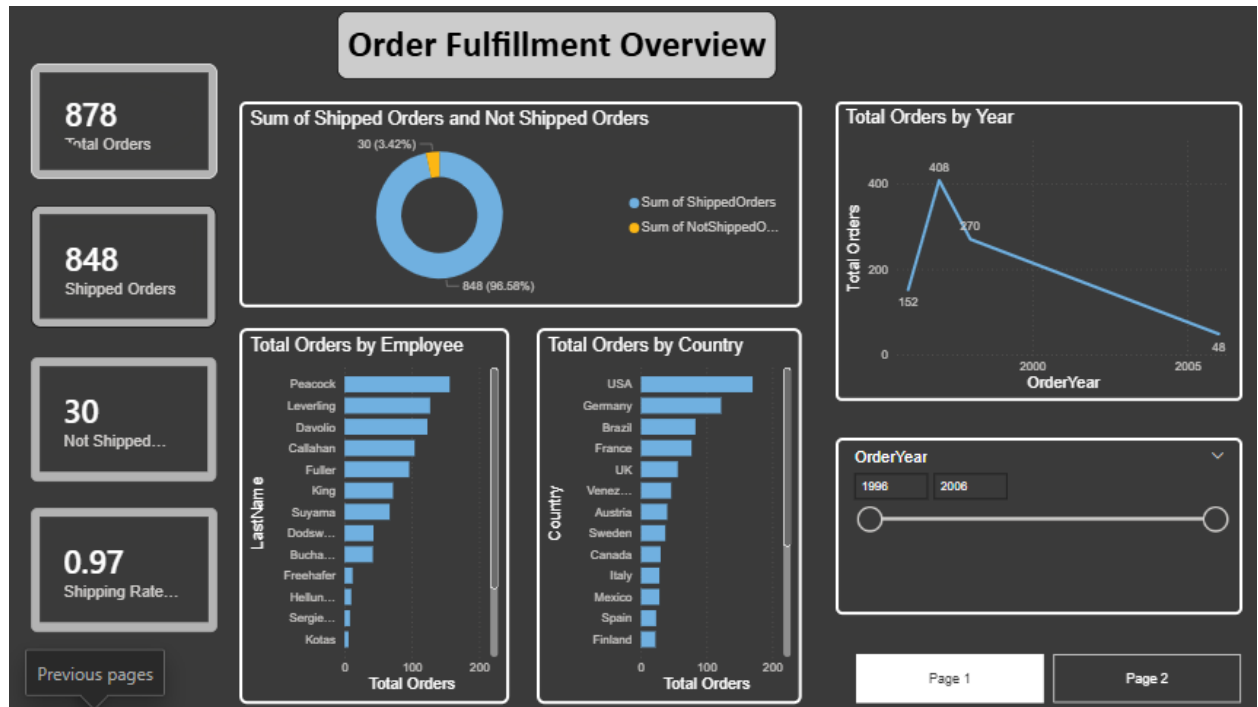 Order Fulfillment Overview
878
Total Orders
848
Shipped Orders
30
Not Shipped...
0.97
Shipping Rate...
Previous pages
Sum of Shipped Orders and Not Shipped Orders
30 (3.42%)
848 (96.58%)
Sum of ShippedOrders
Sum of NotShippedO...
Total Orders by Year
Total Orders
400
200
0
408
270
152
48
2000
2005
OrderYear
Total Orders by Employee
LastName
Peacock
Leverling
Davolio
Callahan
Fuller
King
Suyama
Dodsw...
Bucha...
Freehafer
Hellun...
Sergie...
Kotas
0 100 200
Total Orders
Total Orders by Country
Country
USA
Germany
Brazil
France
UK
Venez...
Austria
Sweden
Canada
Italy
Mexico
Spain
Finland
0 100 200
Total Orders
OrderYear
1996 2006
Page 1
Page 2